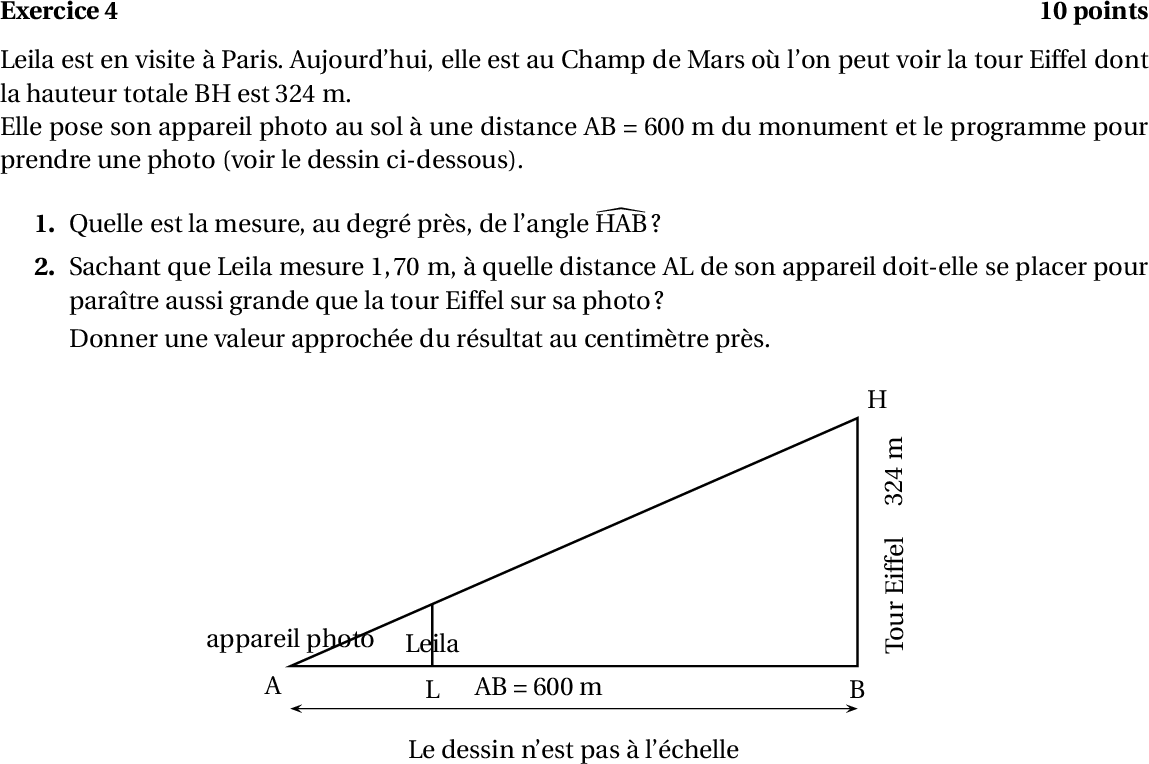 Exercice 4 10 points
Leila est en visite à Paris. Aujourd'hui, elle est au Champ de Mars où l'on peut voir la tour Eiffel dont
la hauteur totale BH est 324 m.
Elle pose son appareil photo au sol à une distance AB = 600 m du monument et le programme pour
prendre une photo (voir le dessin ci-dessous).
1. Quelle est la mesure, au degré près, de l'angle \widehat{HAB} ?
2. Sachant que Leila mesure 1,70 m, à quelle distance AL de son appareil doit-elle se placer pour
paraître aussi grande que la tour Eiffel sur sa photo ?
Donner une valeur approchée du résultat au centimètre près.
H
Tour Eiffel 324 m
appareil photo Leila
A L AB = 600 m B
Le dessin n'est pas à l'échelle